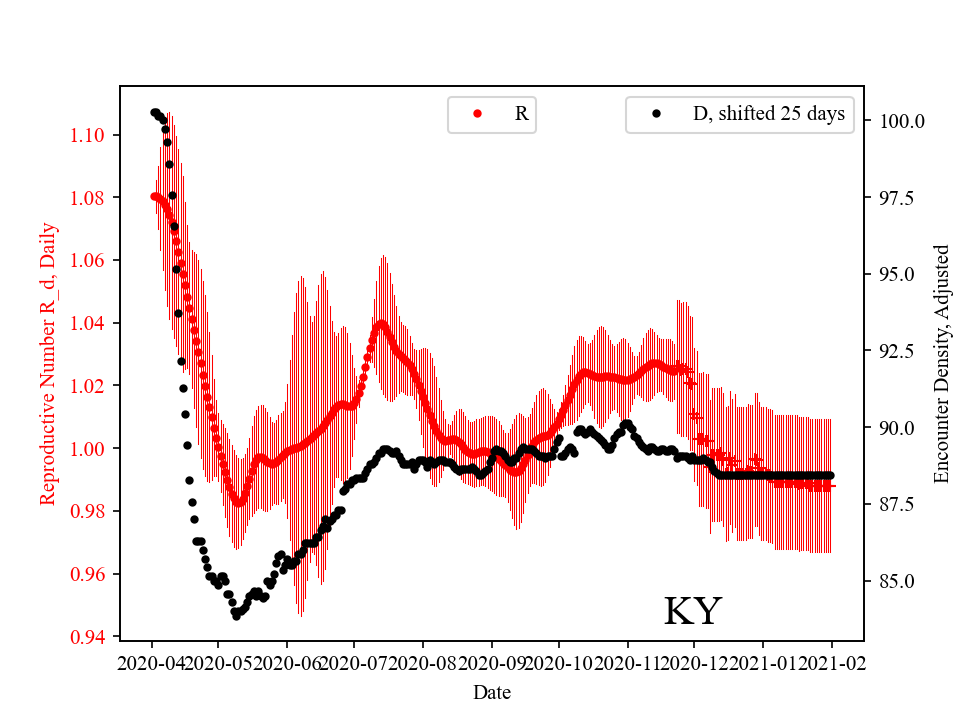 R
D, shifted 25 days
1.10
1.08
1.06
1.04
1.02
1.00
0.98
0.96
0.94
Reproductive Number R_d, Daily
100.0
97.5
95.0
92.5
90.0
87.5
85.0
Encounter Density, Adjusted
KY
2020-04 2020-05 2020-06 2020-07 2020-08 2020-09 2020-10 2020-11 2020-12 2021-01 2021-02
Date